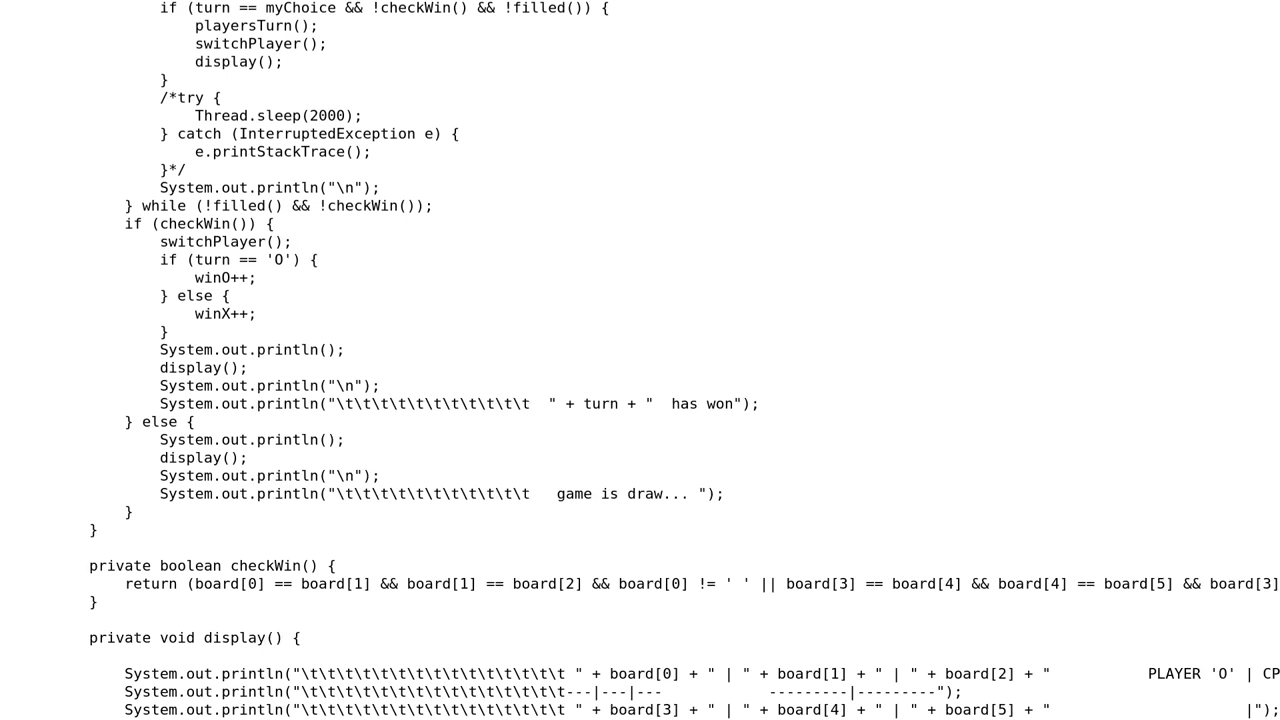 if (turn == myChoice && !checkWin() && !filled()) {
playersTurn();
switchPlayer();
display();
}
/*try {
Thread.sleep(2000);
} catch (InterruptedException e) {
e.printStackTrace();
}*/
System.out.println("\n");
} while (!filled() && !checkWin());
if (checkWin()) {
switchPlayer();
if (turn == 'O') {
winO++;
} else {
winX++;
}
System.out.println();
display();
System.out.println("\n");
System.out.println("\t\t\t\t\t\t\t\t\t\t\t  " + turn + "  has won");
} else {
System.out.println();
display();
System.out.println("\n");
System.out.println("\t\t\t\t\t\t\t\t\t\t\t   game is draw... ");
}
}
private boolean checkWin() {
return (board[0] == board[1] && board[1] == board[2] && board[0] != ' ' || board[3] == board[4] && board[4] == board[5] && board[3]
}
private void display() {
System.out.println("\t\t\t\t\t\t\t\t\t\t\t\t\t\t\t " + board[0] + " | " + board[1] + " | " + board[2] + "           PLAYER 'O' | CP
System.out.println("\t\t\t\t\t\t\t\t\t\t\t\t\t\t\t---|---|---            ---------|---------");
System.out.println("\t\t\t\t\t\t\t\t\t\t\t\t\t\t\t " + board[3] + " | " + board[4] + " | " + board[5] + "                      |");